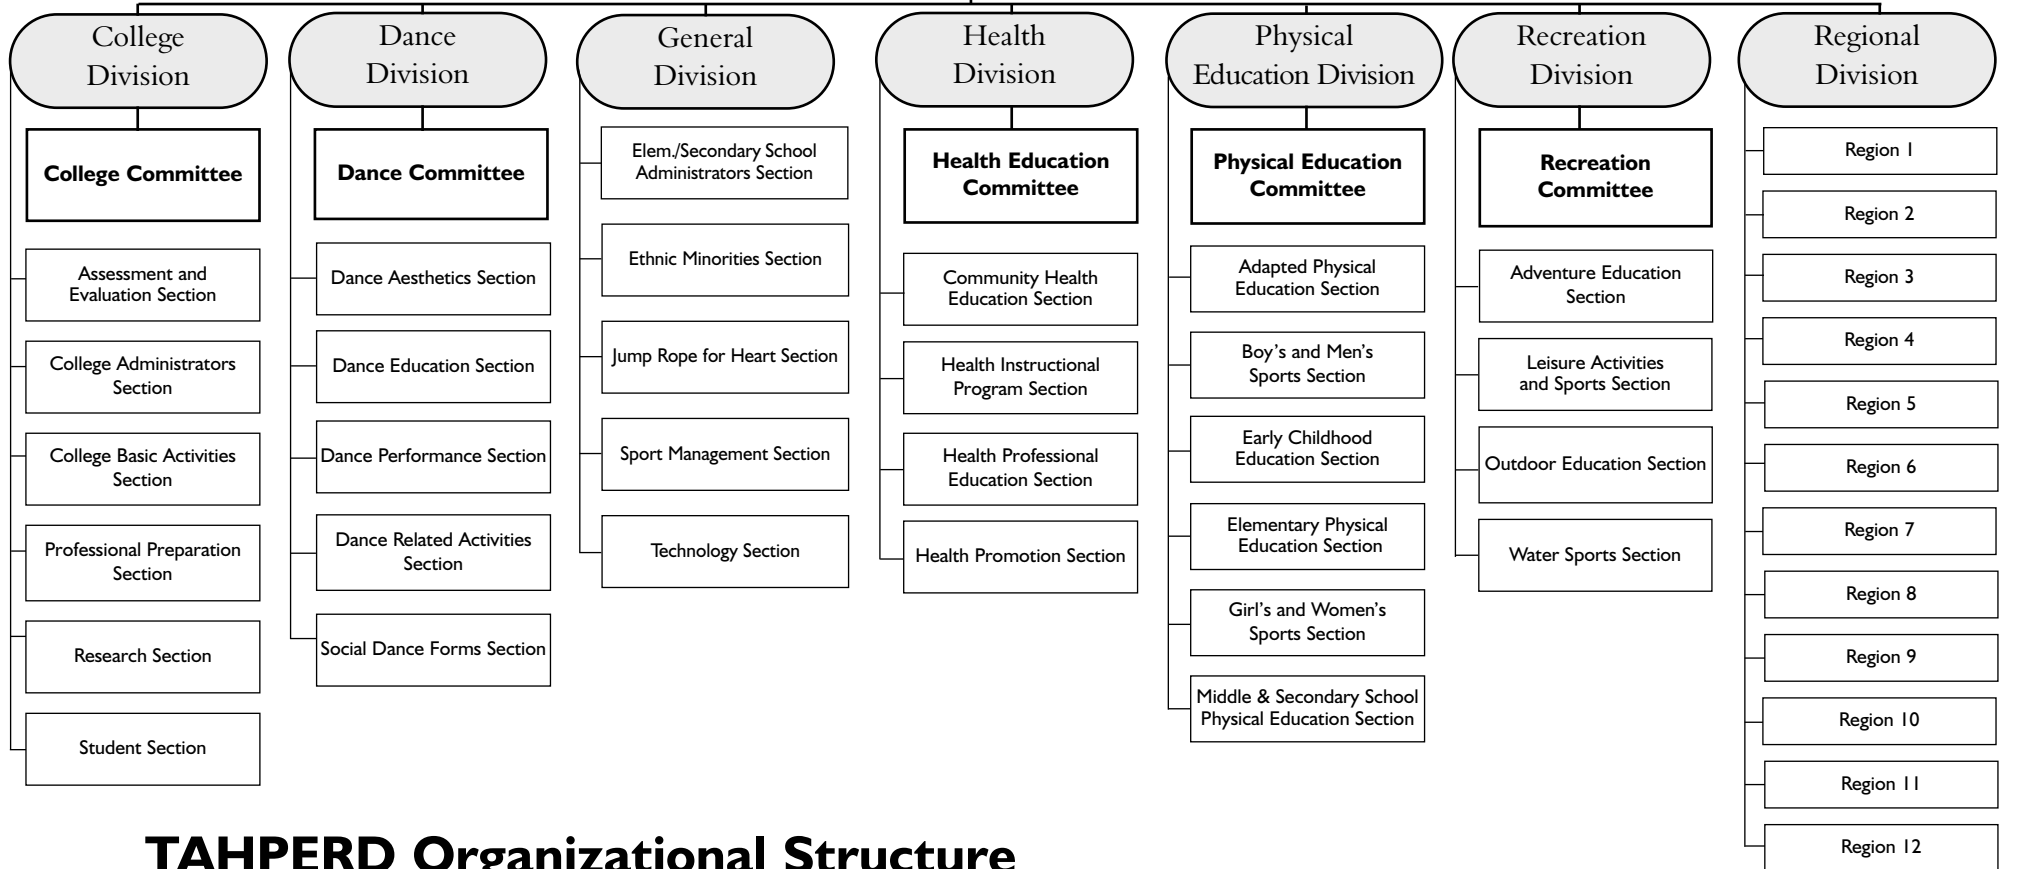 College
Division
Dance
Division
General
Division
Health
Division
Physical
Education Division
Recreation
Division
Regional
Division
College Committee
Assessment and
Evaluation Section
College Administrators
Section
College Basic Activities
Section
Professional Preparation
Section
Research Section
Student Section
Dance Committee
Dance Aesthetics Section
Dance Education Section
Dance Performance Section
Dance Related Activities
Section
Social Dance Forms Section
Elem./Secondary School
Administrators Section
Ethnic Minorities Section
Jump Rope for Heart Section
Sport Management Section
Technology Section
Health Education
Committee
Community Health
Education Section
Health Instructional
Program Section
Health Professional
Education Section
Health Promotion Section
Physical Education
Committee
Adapted Physical
Education Section
Boy’s and Men’s
Sports Section
Early Childhood
Education Section
Elementary Physical
Education Section
Girl’s and Women’s
Sports Section
Middle & Secondary School
Physical Education Section
Recreation
Committee
Adventure Education
Section
Leisure Activities
and Sports Section
Outdoor Education Section
Water Sports Section
Region 1
Region 2
Region 3
Region 4
Region 5
Region 6
Region 7
Region 8
Region 9
Region 10
Region 11
Region 12
TAHPERD Organizational Structure